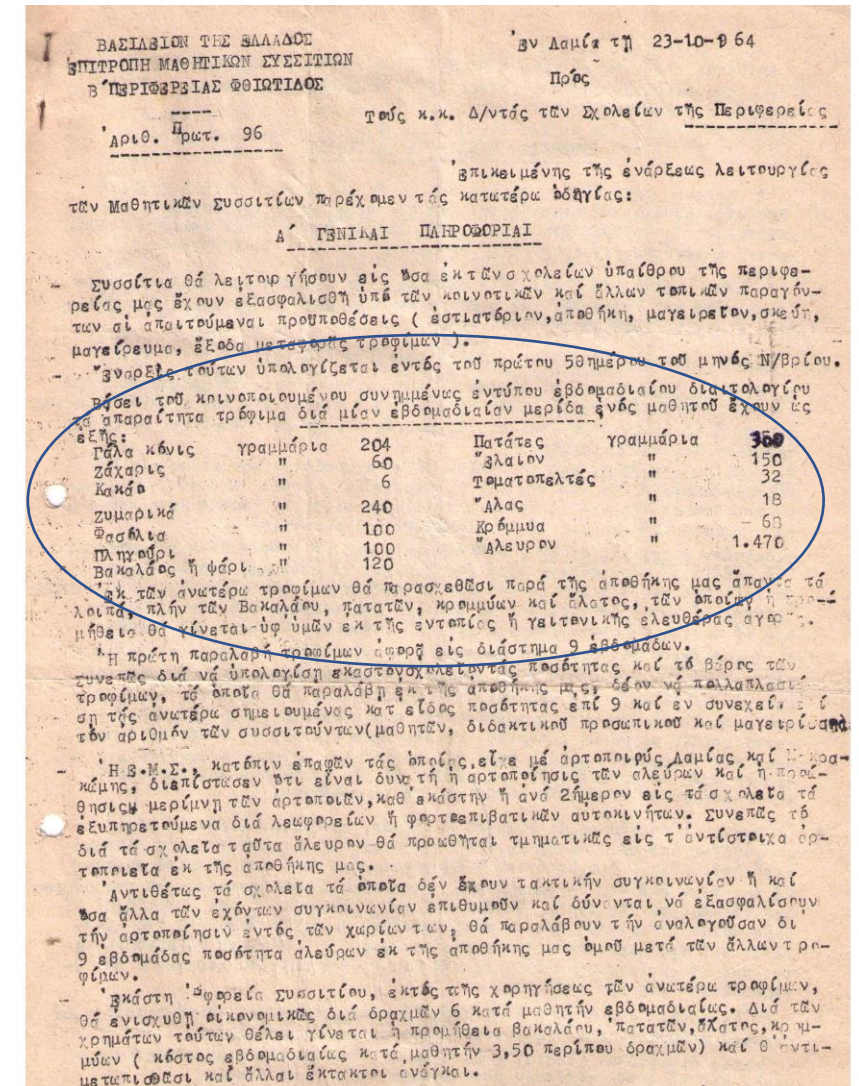 ΒΑΣΙΛΕΙΟΝ ΤΗΣ ΕΛΛΑΔΟΣ
ΕΠΙΤΡΟΠΗ ΜΑΘΗΤΙΚΩΝ ΣΥΣΣΙΤΙΩΝ
Β΄ΠΕΡΙΦΕΡΕΙΑΣ ΦΘΙΩΤΙΔΟΣ
Ἀριθ. Πρωτ. 96
Ἐν Λαμίᾳ τῇ 23-10-964
Πρός
Τούς κ.κ. Δ/ντάς τῶν Σχολείων τῆς Περιφερείας
Ἐπικειμένης τῆς ἐνάρξεως λειτουργίας
τῶν Μαθητικῶν Συσσιτίων παρέχομεν τάς κατωτέρω ὁδηγίας:
Α΄ ΓΕΝΙΚΑΙ ΠΛΗΡΟΦΟΡΙΑΙ
- Συσσίτια θά λειτουργήσουν εἰς ὅσα ἐκ τῶν σχολείων ὑπαίθρου τῆς περιφε-
ρείας μας ἔχουν ἐξασφαλισθῆ ὑπό τῶν κοινοτικῶν καί ἄλλων τοπικῶν παραγόν-
των αἱ ἀπαιτούμεναι προϋποθέσεις ( ἑστιατόριον,ἀποθήκη, μαγειρεῖον,σκεύη,
μαγείρευμα, ἔξοδα μεταφορᾶς τροφίμων ).
- Ἔναρξις τούτων ὑπολογίζεται ἐντός τοῦ πρώτου 5θημέρου τοῦ μηνός Ν/βρίου.
Βάσει τοῦ κοινοποιουμένου συνημμένως ἐντύπου ἑβδομαδιαίου διαιτολογίου
τά ἀπαραίτητα τρόφιμα διά μίαν ἑβδομαδιαίαν μερίδα ἑνός μαθητοῦ ἔχουν ὡς
ἑξῆς:
Γάλα κόνις γραμμάρια 204 Πατάτες γραμμάρια 300
Ζάχαρις " 60 Ἔλαιον " 150
Κακάο " 6 Τοματοπελτές " 32
Ζυμαρικά " 240 Ἅλας " 18
Φασόλια " 100 Κρόμμυα " - 68
Πληγούρι " 100 Ἄλευρον " 1.470
Βακαλάος ἤ ψάρι " 120
- Ἐκ τῶν ἀνωτέρω τροφίμων θά παρασχεθῶσι παρά τῆς ἀποθήκης μας ἅπαντα τά
λοιπά, πλήν τῶν Βακαλάου, πατατῶν, κρομμύων καί ἅλατος, τῶν ὁποίων ἡ προ-
μήθεια θά γίνεται ὑφ ὑμῶν ἐκ τῆς ἐντοπίας ἤ γειτονικῆς ἐλευθέρας ἀγορᾶς.
Ἡ πρώτη παραλαβή τροφίμων ἀφορᾶ εἰς διάστημα 9 ἑβδομάδων.
Συνεπῶς διά νά ὑπολογίση ἕκαστον σχολεῖον τάς ποσότητας καί τό βάρος τῶν
τροφίμων, τά ὁποῖα θά παραλάβη ἐκ τῆς ἀποθήκης μας, δέον νά πολλαπλασιά
ση τάς ἀνωτέρω σημειουμένας κατ εἶδος ποσότητας ἐπί 9 καί ἐν συνεχεία ἐπί
τόν ἀριθμόν τῶν συσσιτούντων(μαθητῶν, διδακτικοῦ προσωπικοῦ καί
- Ἡ Ε.Μ.Σ., κατόπιν ἐπαφῶν τάς ὁποίας,εἶχε μέ ἀρτοποιούς Λαμίας καί Μακρα-
κώμης, διεπίστωσεν ὅτι εἶναι δυνατή ἡ ἀρτοποίησις τῶν ἀλεύρων καί ἡ προώ-
θησις μερίμνη τῶν ἀρτοποιῶν,καθ ἑκάστην ἤ ἀνά 2ήμερον εἰς τά σχολεῖα τά
ἐξυπηρετούμενα διά λεωφορείων ἤ φορτοεπιβατικῶν αὐτοκινήτων. Συνεπῶς τό
διά τά σχολεῖα ταῦτα ἄλευρον θά προωθῆται τμηματικῶς εἰς τ΄ἀντίστοιχα ἀρ-
τοποιεῖα ἐκ τῆς ἀποθήκης μας.
Ἀντιθέτως τά σχολεῖα τά ὁποῖα δέν ἔχουν τακτικήν συγκοινωνίαν ἤ καί
ὅσα ἄλλα τῶν ἐχόντων συγκοινωνίαν ἐπιθυμοῦν καί δύνανται νά ἐξασφαλίσουν
τήν ἀρτοποίησιν ἐντός τῶν χωρίων των, θά παραλάβουν τήν ἀναλογοῦσαν δι
9 ἑβδομάδας ποσότητα ἀλεύρων ἐκ τῆς ἀποθήκης μας ὁμοῦ μετά τῶν ἄλλων τρο-
φίμων.
- Ἑκάστη Ἐφορεία Συσσιτίου, ἐκτός τῆς χορηγήσεως τῶν ἀνωτέρω τροφίμων,
θά ἐνισχυθῆ οἰκονομικῶς διά δραχμῶν 6 κατά μαθητήν ἑβδομαδιαίως. Διά τῶν
χρημάτων τούτων θέλει γίνεται ἡ προμήθεια βακαλάου, πατατῶν,ἅλατος,κρομ-
μύων ( κόστος ἑβδομαδιαίως κατά μαθητήν 3,50 περίπου δραχμῶν) καί θ ἀντι-
μετωπισθῶσι καί ἄλλαι ἔκτακτοι ἀνάγκαι.